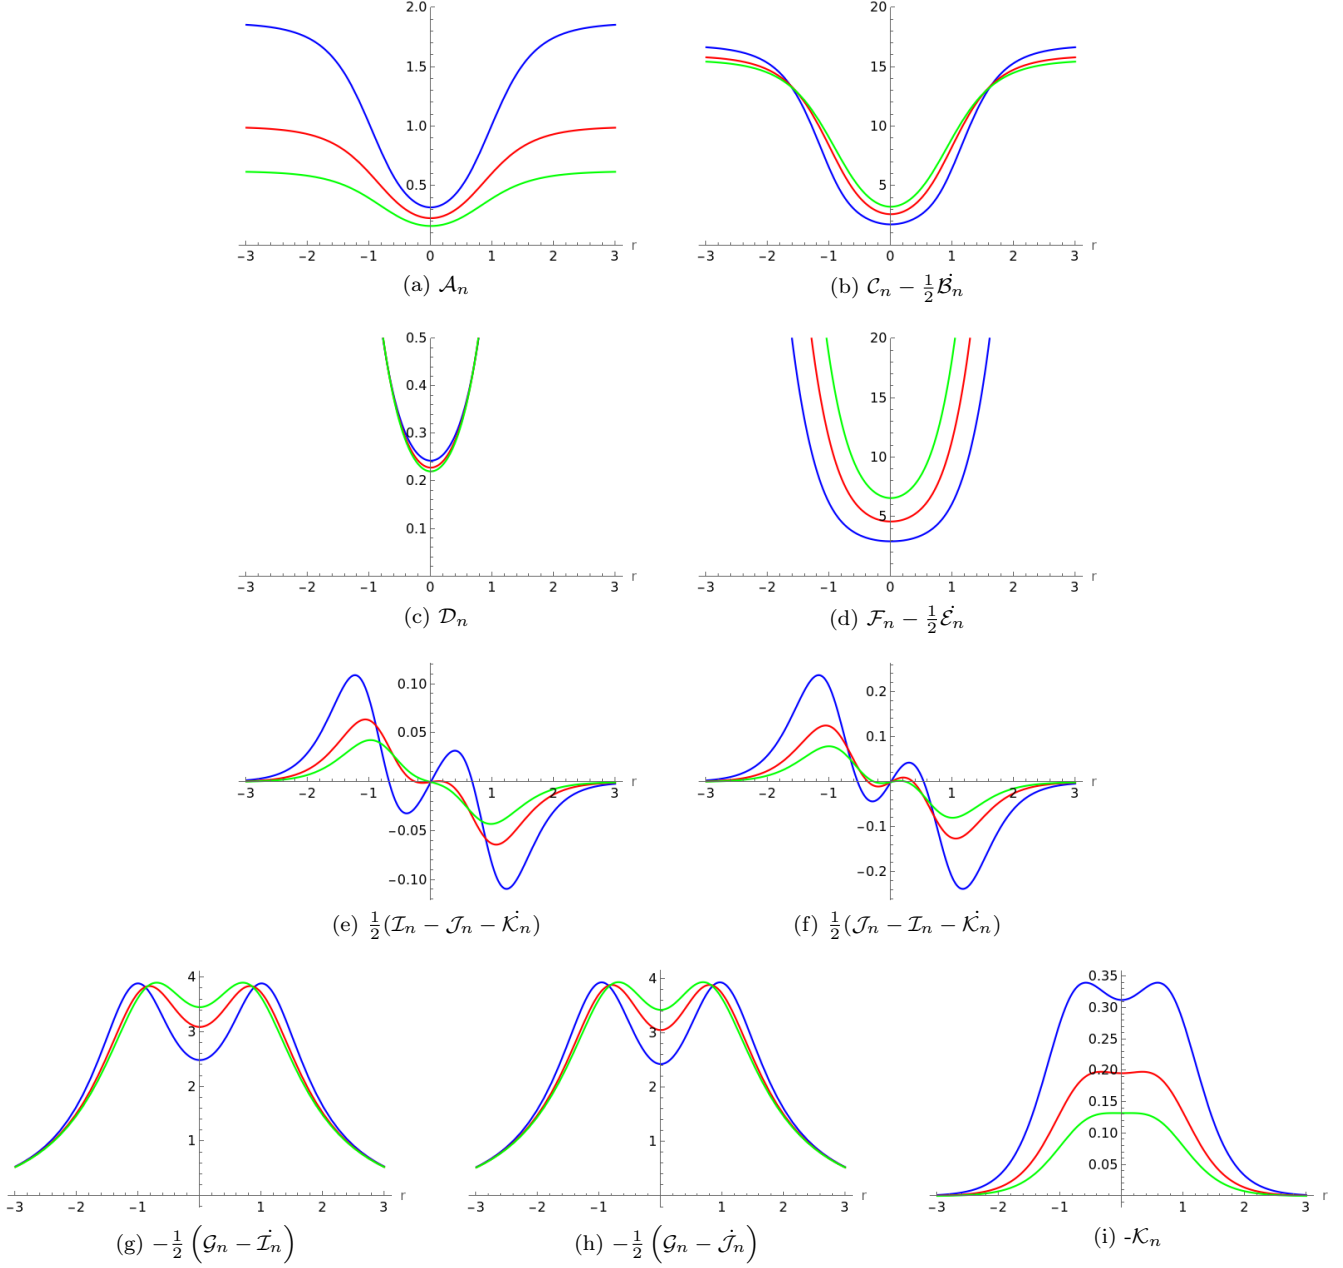 2.0
1.5
1.0
0.5
−3 −2 −1 0 1 2 3 r
(a) 𝒜ₙ
20
15
10
5
−3 −2 −1 0 1 2 3 r
(b) 𝒞ₙ − ½ℬ̇ₙ
0.5
0.4
0.3
0.2
0.1
−3 −2 −1 0 1 2 3 r
(c) 𝒟ₙ
20
15
10
5
−3 −2 −1 0 1 2 3 r
(d) ℱₙ − ½ℰ̇ₙ
0.10
0.05
−3 −2 −1 0 1 2 3 r
−0.05
−0.10
(e) ½(ℐₙ − 𝒥ₙ − 𝒦̇ₙ)
0.2
0.1
−3 −2 −1 0 1 2 3 r
−0.1
−0.2
(f) ½(𝒥ₙ − ℐₙ − 𝒦̇ₙ)
4
3
2
1
−3 −2 −1 0 1 2 3 r
(g) −½(𝒢ₙ − ℐ̇ₙ)
4
3
2
1
−3 −2 −1 0 1 2 3 r
(h) −½(𝒢ₙ − 𝒥̇ₙ)
0.35
0.30
0.25
0.20
0.15
0.10
0.05
−3 −2 −1 0 1 2 3 r
(i) -𝒦ₙ